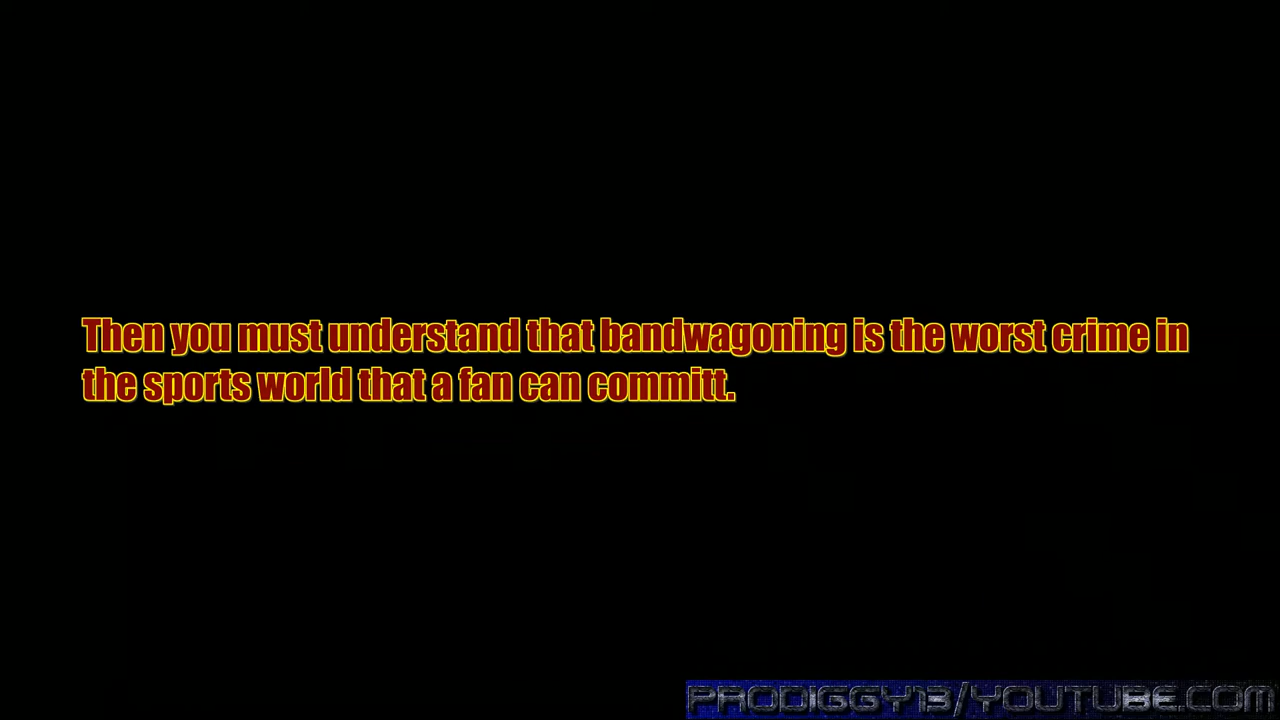 Then you must understand that bandwagoning is the worst crime in
the sports world that a fan can committ.
PRODIGGY13/YOUTUBE.COM